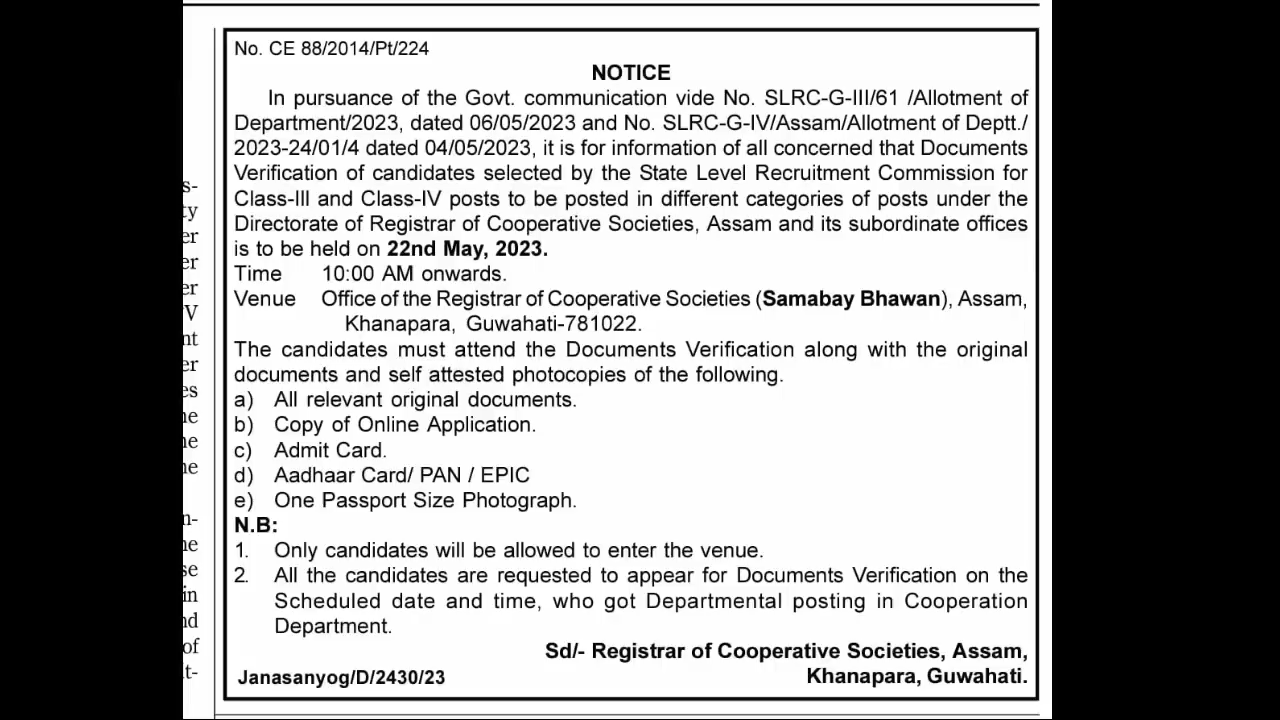 No. CE 88/2014/Pt/224
NOTICE
In pursuance of the Govt. communication vide No. SLRC-G-III/61 /Allotment of
Department/2023, dated 06/05/2023 and No. SLRC-G-IV/Assam/Allotment of Deptt./
2023-24/01/4 dated 04/05/2023, it is for information of all concerned that Documents
Verification of candidates selected by the State Level Recruitment Commission for
Class-III and Class-IV posts to be posted in different categories of posts under the
Directorate of Registrar of Cooperative Societies, Assam and its subordinate offices
is to be held on 22nd May, 2023.
Time 10:00 AM onwards.
Venue Office of the Registrar of Cooperative Societies (Samabay Bhawan), Assam,
Khanapara, Guwahati-781022.
The candidates must attend the Documents Verification along with the original
documents and self attested photocopies of the following.
a) All relevant original documents.
b) Copy of Online Application.
c) Admit Card.
d) Aadhaar Card/ PAN / EPIC
e) One Passport Size Photograph.
N.B:
1. Only candidates will be allowed to enter the venue.
2. All the candidates are requested to appear for Documents Verification on the
Scheduled date and time, who got Departmental posting in Cooperation
Department.
Sd/- Registrar of Cooperative Societies, Assam,
Khanapara, Guwahati.
Janasanyog/D/2430/23